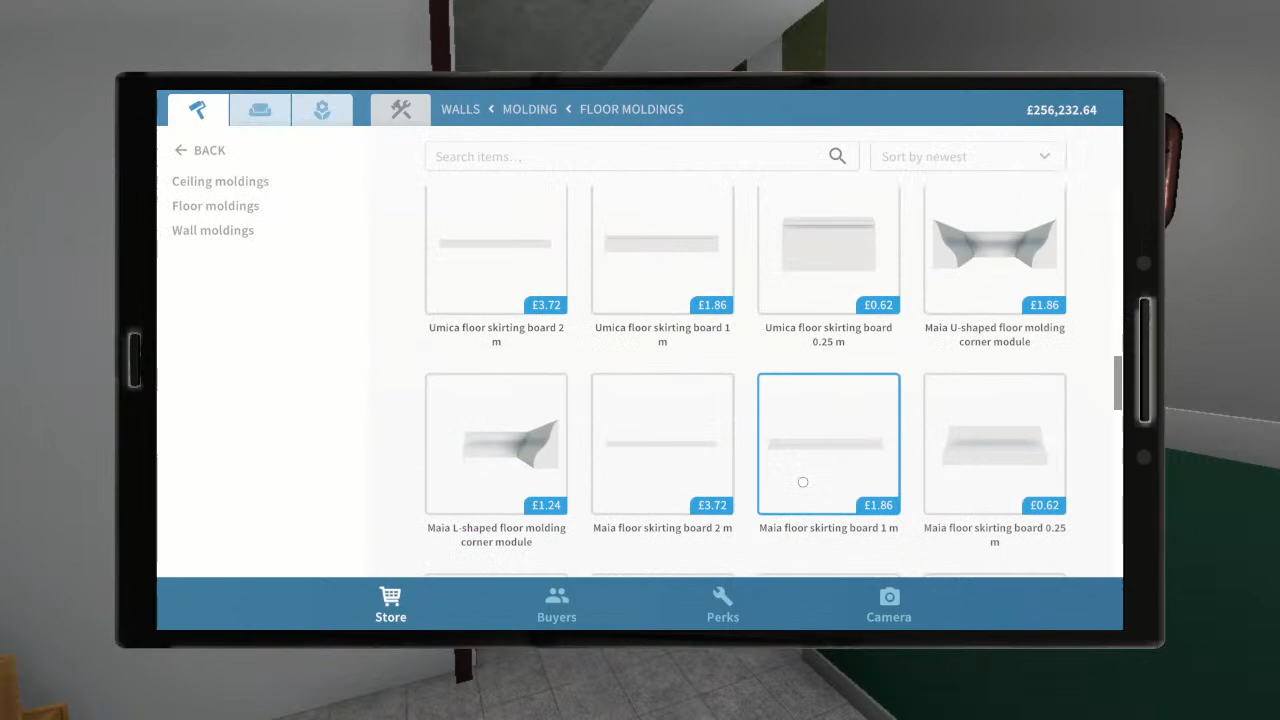 WALLS < MOLDING < FLOOR MOLDINGS
£256,232.64
BACK
Search items...
Sort by newest
Ceiling moldings
Floor moldings
Wall moldings
£3.72
£1.86
£0.62
£1.86
Umica floor skirting board 2
m
Umica floor skirting board 1
m
Umica floor skirting board
0.25 m
Maia U-shaped floor molding
corner module
£1.24
£3.72
£1.86
£0.62
Maia L-shaped floor molding
corner module
Maia floor skirting board 2 m
Maia floor skirting board 1 m
Maia floor skirting board 0.25
m
Store
Buyers
Perks
Camera